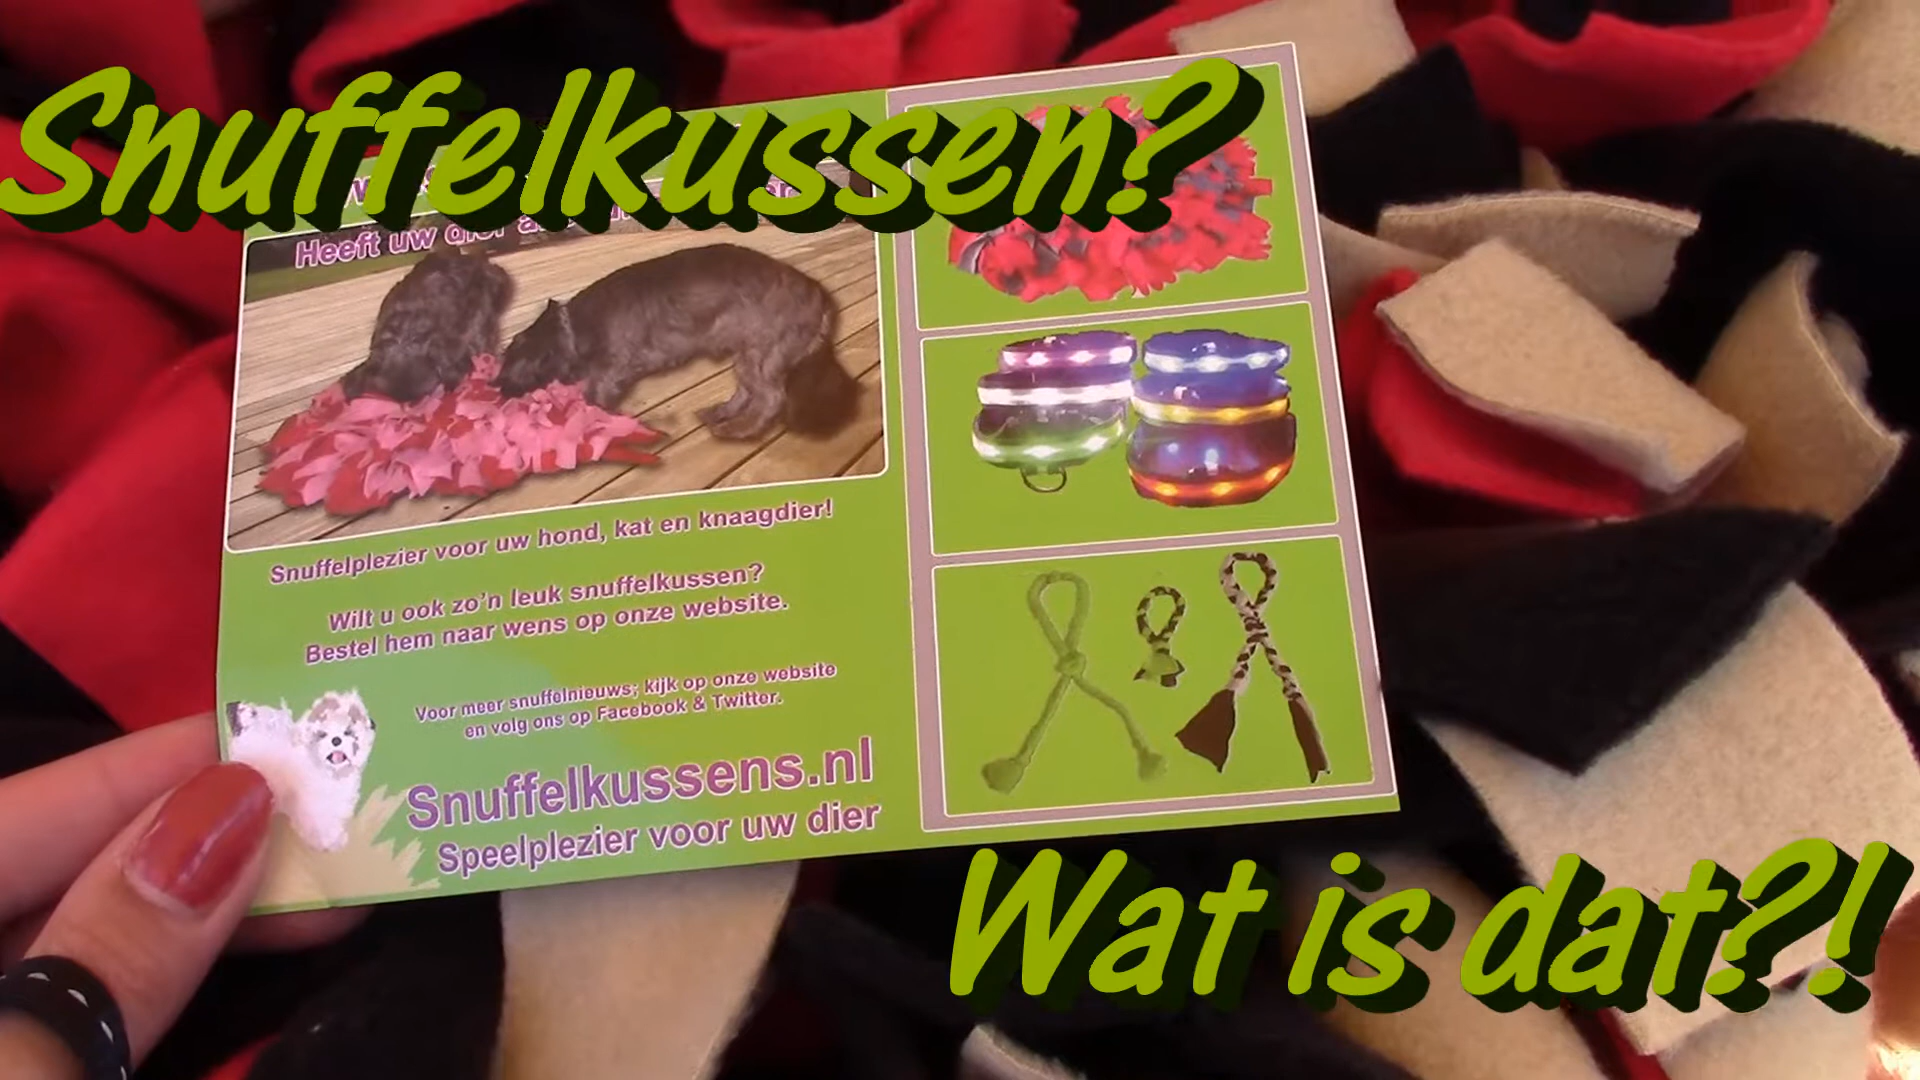 Snuffelkussen?
Heeft uw dier
Snuffelplezier voor uw hond, kat en knaagdier!
Wilt u ook zo'n leuk snuffelkussen?
Bestel hem naar wens op onze website.
Voor meer snuffelnieuws; kijk op onze website
en volg ons op Facebook & Twitter.
Snuffelkussens.nl
Speelplezier voor uw dier
Wat is dat?!